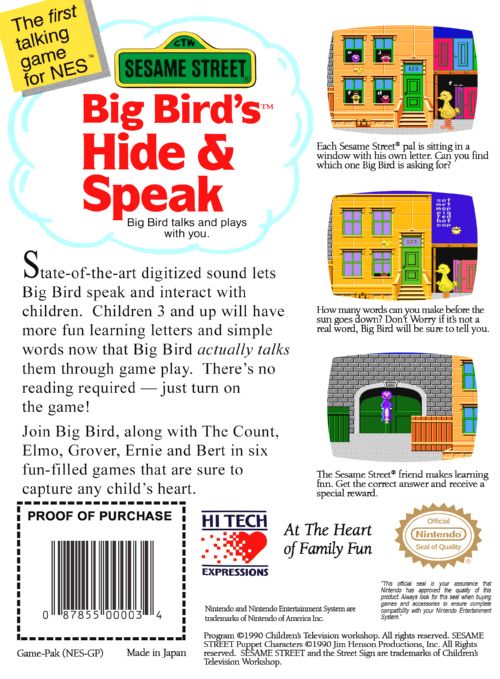 The first
talking
game
for NES™
CTW
SESAME STREET
Big Bird's™
Hide &
Speak
Big Bird talks and plays
with you.
State-of-the-art digitized sound lets
Big Bird speak and interact with
children. Children 3 and up will have
more fun learning letters and simple
words now that Big Bird actually talks
them through game play. There's no
reading required — just turn on
the game!
Join Big Bird, along with The Count,
Elmo, Grover, Ernie and Bert in six
fun-filled games that are sure to
capture any child's heart.
123
Each Sesame Street® pal is sitting in a
window with his own letter. Can you find
which one Big Bird is asking for?
123
How many words can you make before the
sun goes down? Don't Worry if it's not a
real word, Big Bird will be sure to tell you.
The Sesame Street® friend makes learning
fnn. Get the correct answer and receive a
special reward.
PROOF OF PURCHASE
0 87855 00003 4
Game-Pak (NES-GP) Made in Japan
HI TECH
EXPRESSIONS
At The Heart
of Family Fun
Official
Nintendo
Seal of Quality
"This official seal is your assurance that
Nintendo has approved the quality of this
product. Always look for this seal when buying
games and accessories to ensure complete
compatibility with your Nintendo Entertainment
System."
Nintendo and Nintendo Entertainment System are
trademarks of Nintendo of America Inc.
Program ©1990 Children's Television workshop. All rights reserved. SESAME
STREET Puppet Characters ©1990 Jim Henson Productions, Inc. All rights
reserved. SESAME STREET and the Street Sign are trademarks of Children's
Television Workshop.